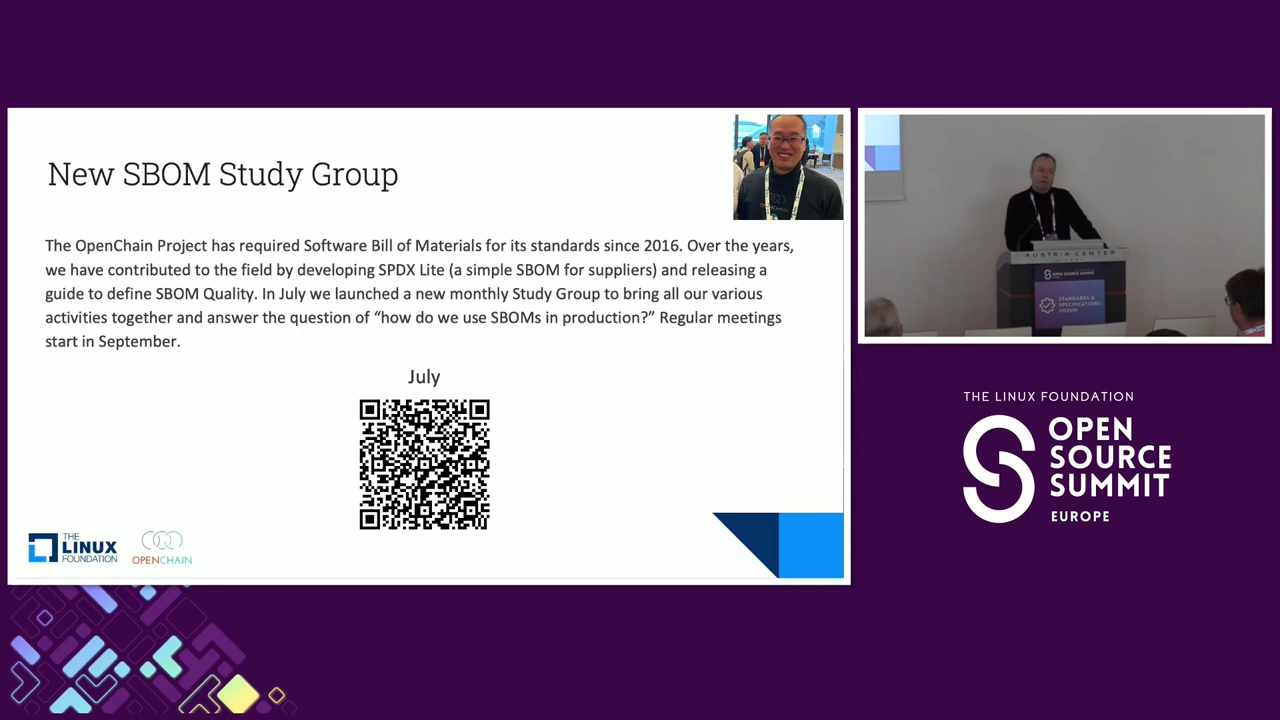 New SBOM Study Group
The OpenChain Project has required Software Bill of Materials for its standards since 2016. Over the years,
we have contributed to the field by developing SPDX Lite (a simple SBOM for suppliers) and releasing a
guide to define SBOM Quality. In July we launched a new monthly Study Group to bring all our various
activities together and answer the question of “how do we use SBOMs in production?” Regular meetings
start in September.
July
THE
LINUX
FOUNDATION
OPENCHAIN
AUSTRIA CENTER
OPEN SOURCE SUMMIT
STANDARDS &
SPECIFICATIONS
FORUM
THE LINUX FOUNDATION
OPEN
SOURCE
SUMMIT
EUROPE